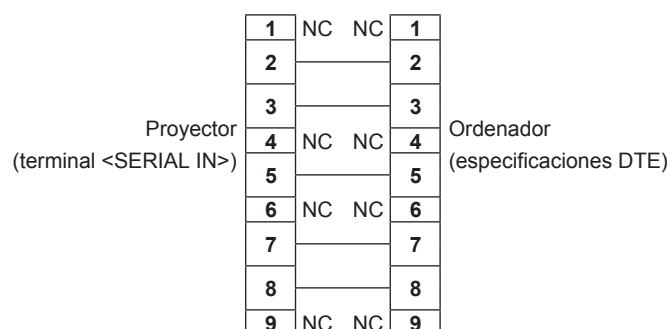 1 NC NC 1
2 2
3 3
Proyector
(terminal <SERIAL IN>)
4 NC NC 4
Ordenador
(especificaciones DTE)
5 5
6 NC NC 6
7 7
8 8
9 NC NC 9